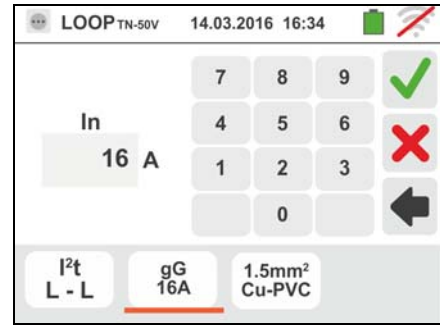 LOOP TN-50V 14.03.2016 16:34
7 8 9
In
4 5 6
16 A
1 2 3
0
I²t
L - L
gG
16A
1.5mm²
Cu-PVC